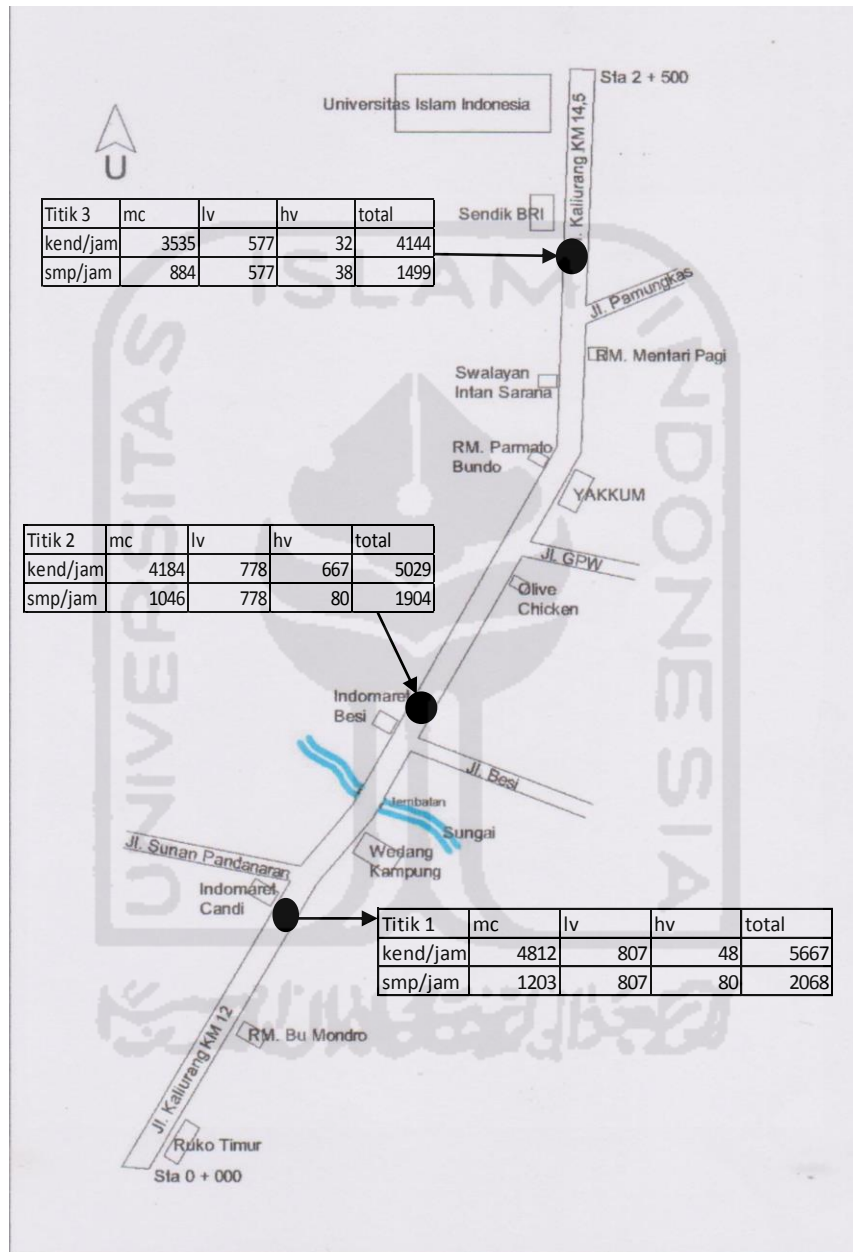 Sta 2 + 500
Universitas Islam Indonesia
Kaliurang KM 14,5
U
Titik 3 mc lv hv total
kend/jam 3535 577 32 4144
smp/jam 884 577 38 1499
Sendik BRI
Jl. Pamungkas
RM. Mentari Pagi
Swalayan
Intan Sarana
RM. Parmato
Bundo
YAKKUM
Titik 2 mc lv hv total
kend/jam 4184 778 667 5029
smp/jam 1046 778 80 1904
Jl. GPW
Olive
Chicken
Indomaret
Besi
Jl. Besi
Jembatan
Sungai
Wedang
Kampung
Jl. Sunan Pandanaran
Indomaret
Candi
Titik 1 mc lv hv total
kend/jam 4812 807 48 5667
smp/jam 1203 807 80 2068
Jl. Kaliurang KM 12
RM. Bu Mondro
Ruko Timur
Sta 0 + 000
UNIVERSITAS
ISLAM
INDONESIA